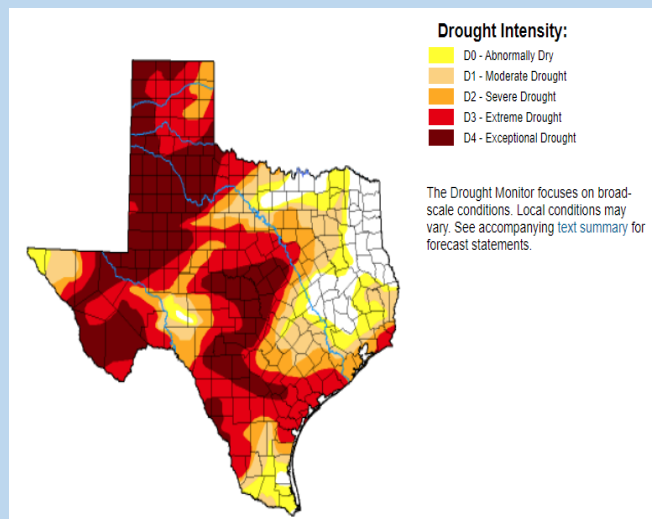 Drought Intensity:
D0 - Abnormally Dry
D1 - Moderate Drought
D2 - Severe Drought
D3 - Extreme Drought
D4 - Exceptional Drought
The Drought Monitor focuses on broad-
scale conditions. Local conditions may
vary. See accompanying text summary for
forecast statements.